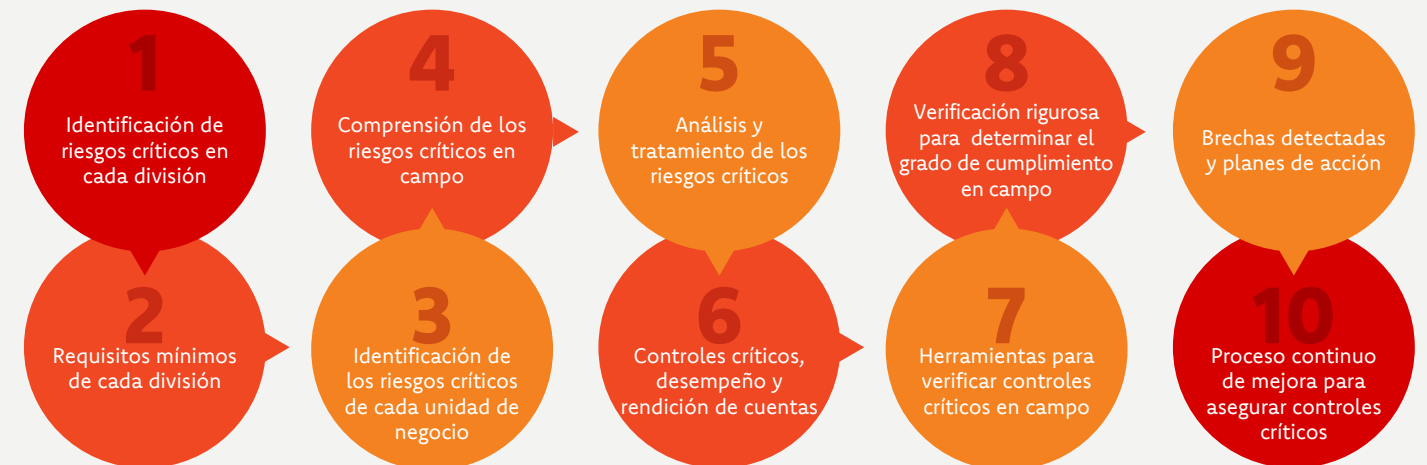 1
Identificación de
riesgos críticos en
cada división
2
Requisitos mínimos
de cada división
3
Identificación de
los riesgos críticos
de cada unidad de
negocio
4
Comprensión de los
riesgos críticos en
campo
5
Análisis y
tratamiento de los
riesgos críticos
6
Controles críticos,
desempeño y
rendición de cuentas
7
Herramientas para
verificar controles
críticos en campo
8
Verificación rigurosa
para determinar el
grado de cumplimiento
en campo
9
Brechas detectadas
y planes de acción
10
Proceso continuo
de mejora para
asegurar controles
críticos